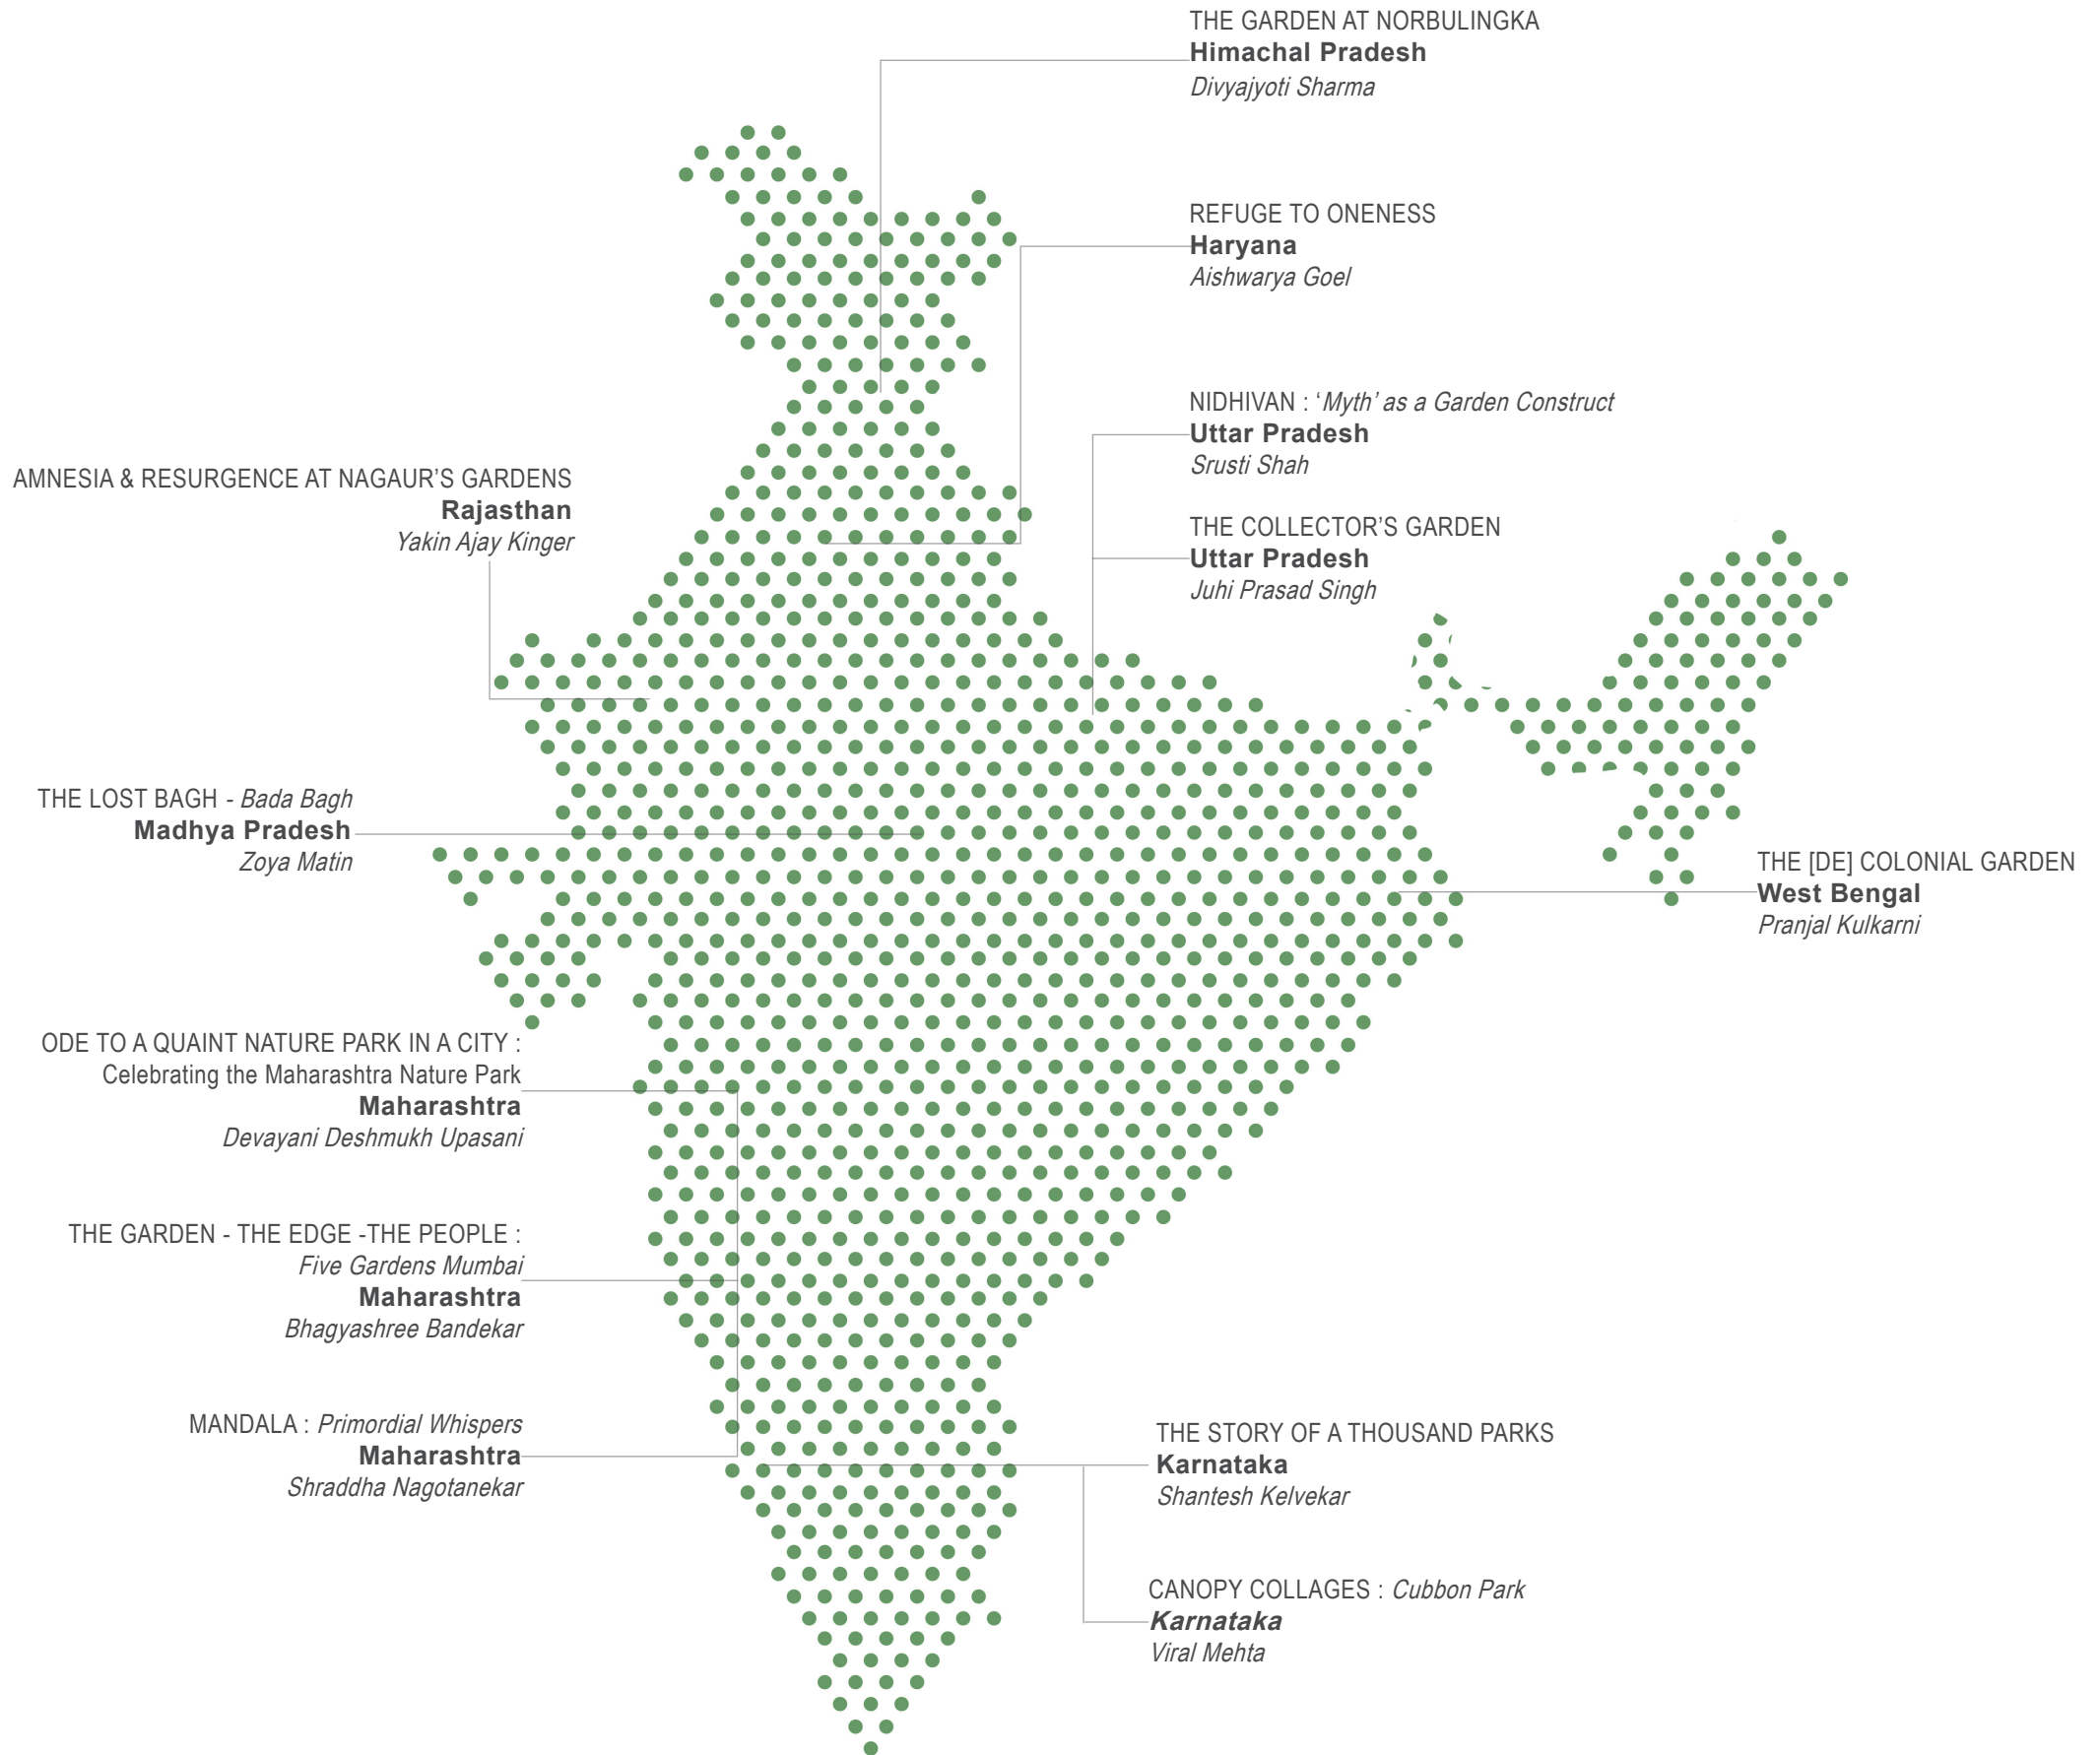 THE GARDEN AT NORBULINGKA
Himachal Pradesh
Divyajyoti Sharma
REFUGE TO ONENESS
Haryana
Aishwarya Goel
NIDHIVAN : ‘Myth’ as a Garden Construct
Uttar Pradesh
Srusti Shah
AMNESIA & RESURGENCE AT NAGAUR’S GARDENS
Rajasthan
Yakin Ajay Kinger
THE COLLECTOR’S GARDEN
Uttar Pradesh
Juhi Prasad Singh
THE LOST BAGH - Bada Bagh
Madhya Pradesh
Zoya Matin
THE [DE] COLONIAL GARDEN
West Bengal
Pranjal Kulkarni
ODE TO A QUAINT NATURE PARK IN A CITY :
Celebrating the Maharashtra Nature Park
Maharashtra
Devayani Deshmukh Upasani
THE GARDEN - THE EDGE -THE PEOPLE :
Five Gardens Mumbai
Maharashtra
Bhagyashree Bandekar
MANDALA : Primordial Whispers
Maharashtra
Shraddha Nagotanekar
THE STORY OF A THOUSAND PARKS
Karnataka
Shantesh Kelvekar
CANOPY COLLAGES : Cubbon Park
Karnataka
Viral Mehta